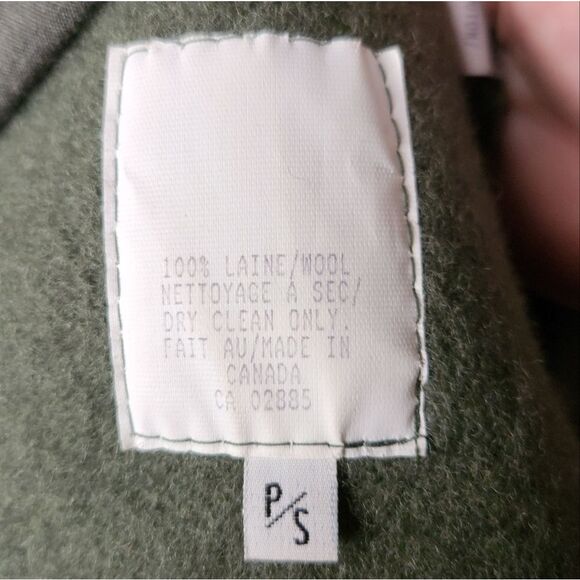 100% LAINE/WOOL
NETTOYAGE A SEC/
DRY CLEAN ONLY.
FAIT AU/MADE IN
CANADA
CA 02885
P/S